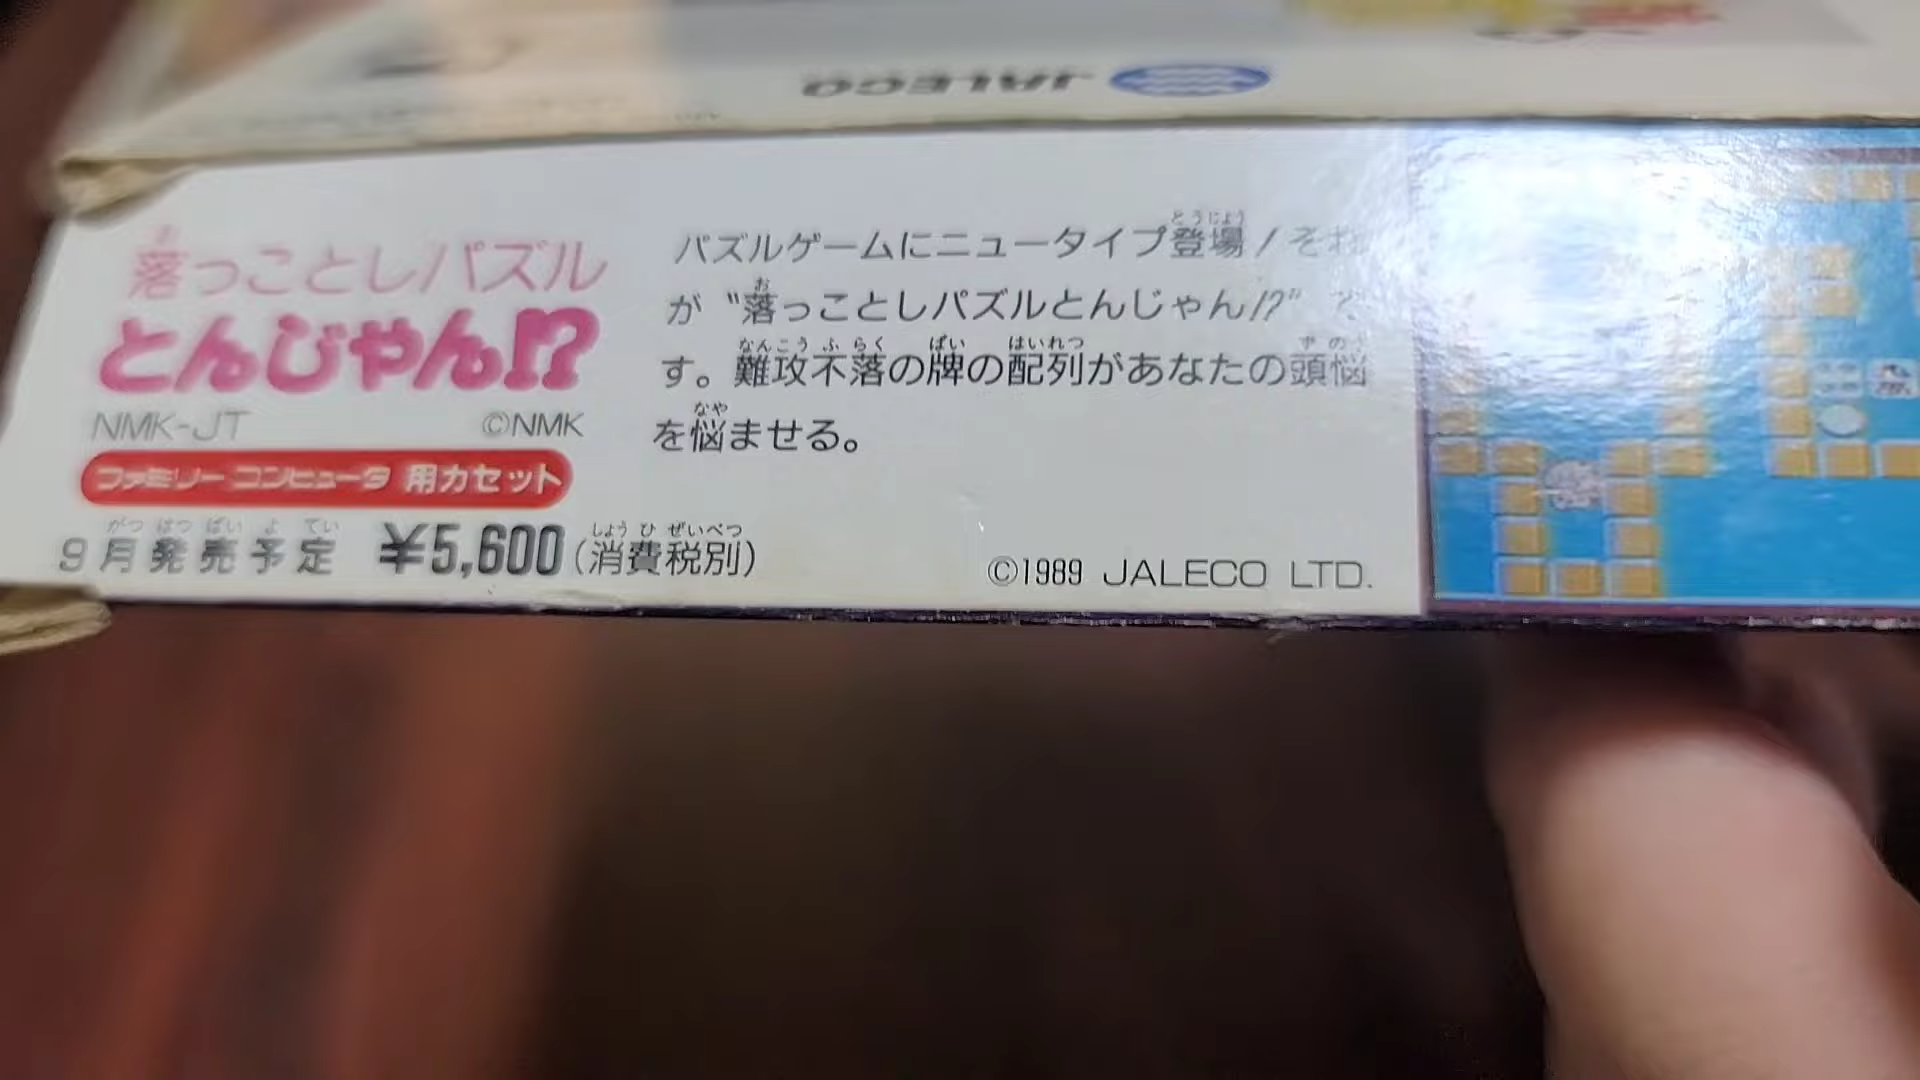 JALECO
落っことしパズル
とんじゃん!?
NMK-JT ©NMK
ファミリーコンピュータ 用カセット
9月発売予定 ¥5,600(消費税別)
パズルゲームにニュータイプ登場!それ
が"落っことしパズルとんじゃん!?"で
す。難攻不落の牌の配列があなたの頭悩
を悩ませる。
©1989 JALECO LTD.